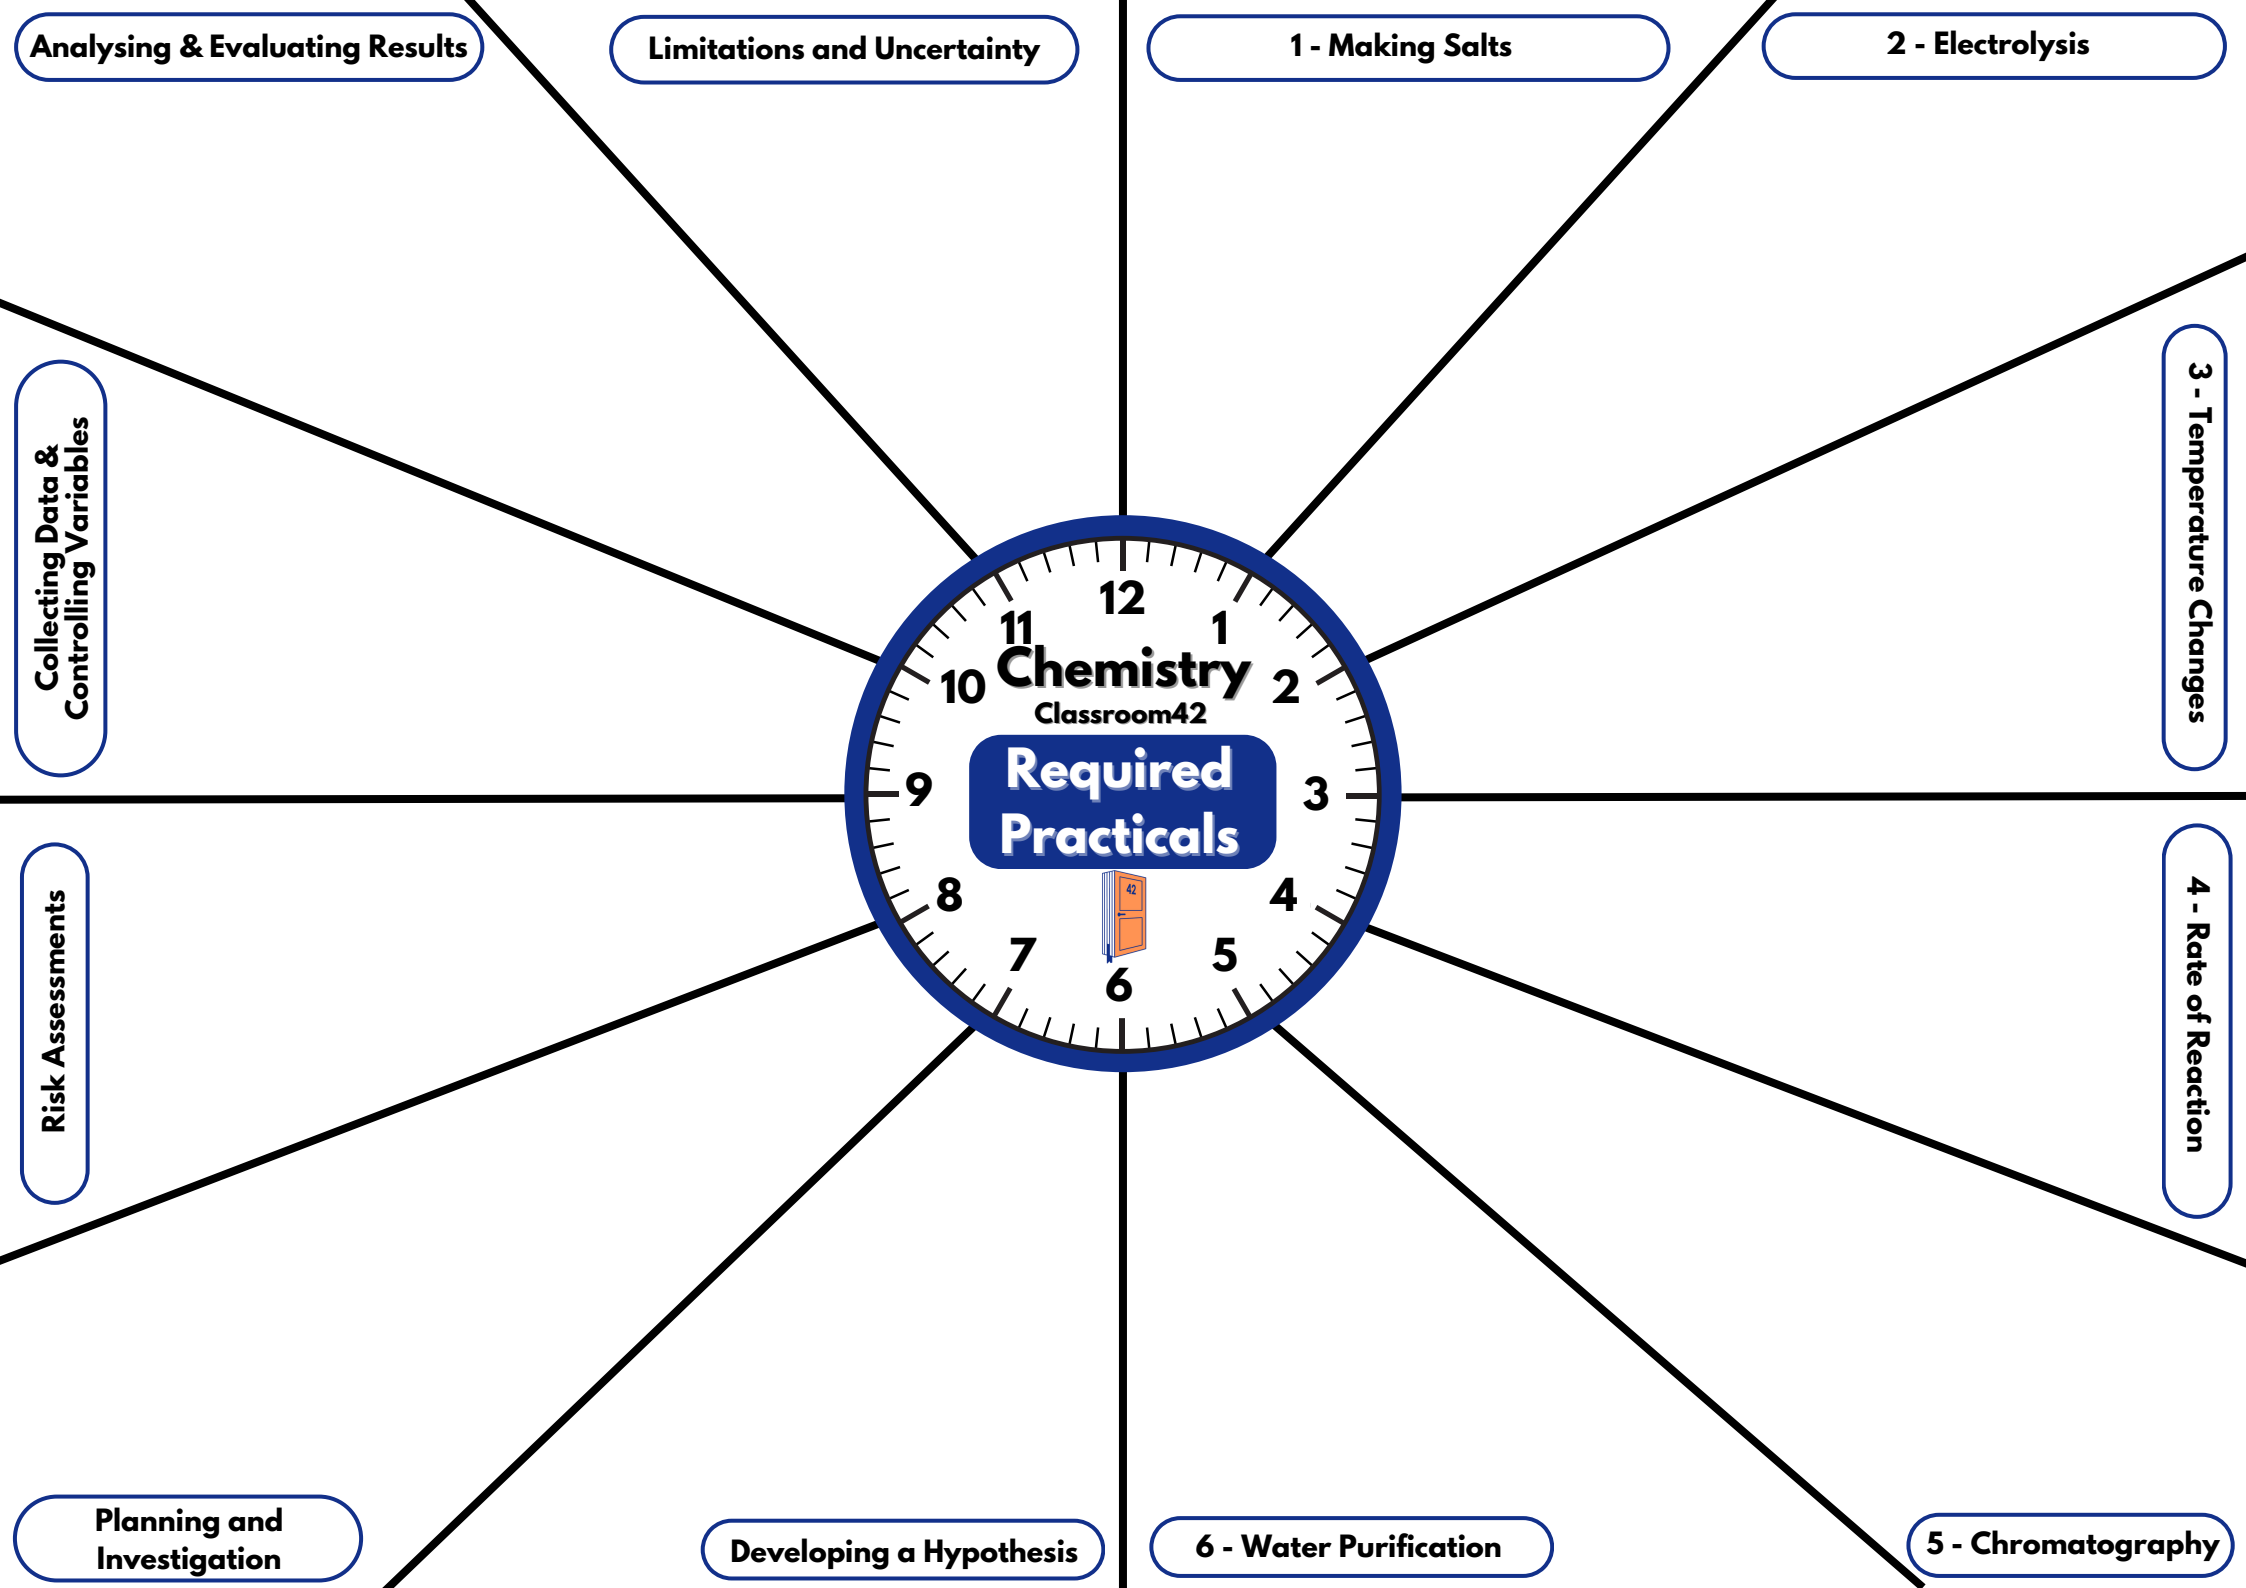 Analysing & Evaluating Results
Limitations and Uncertainty
1 - Making Salts
2 - Electrolysis
3 - Temperature Changes
4 - Rate of Reaction
5 - Chromatography
6 - Water Purification
Developing a Hypothesis
Planning and
Investigation
Risk Assessments
Collecting Data &
Controlling Variables
12
1
2
3
4
5
6
7
8
9
10
11
Chemistry
Classroom42
Required
Practicals
42